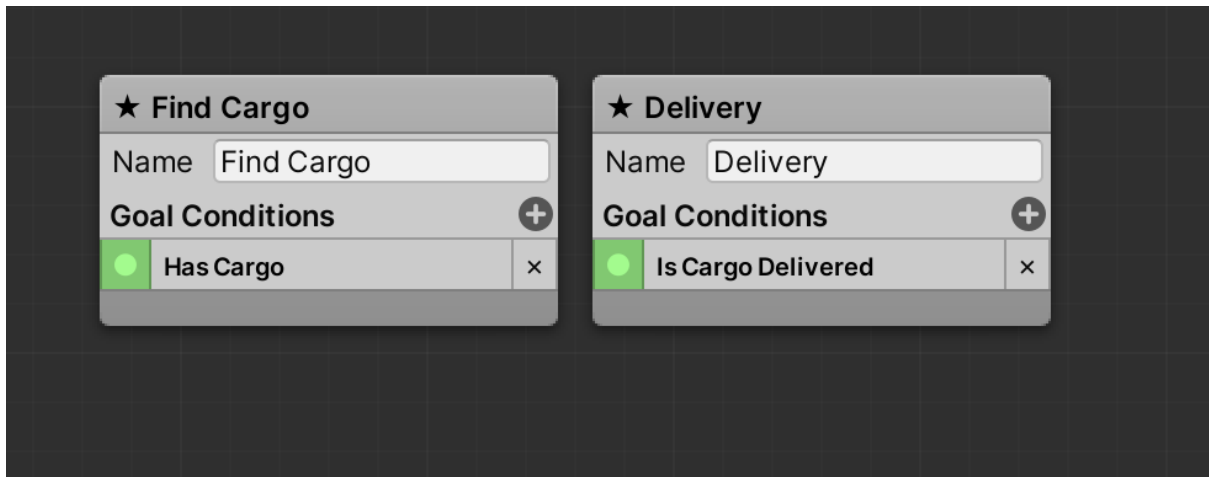 ★ Find Cargo
Name Find Cargo
Goal Conditions
Has Cargo ×
★ Delivery
Name Delivery
Goal Conditions
Is Cargo Delivered ×